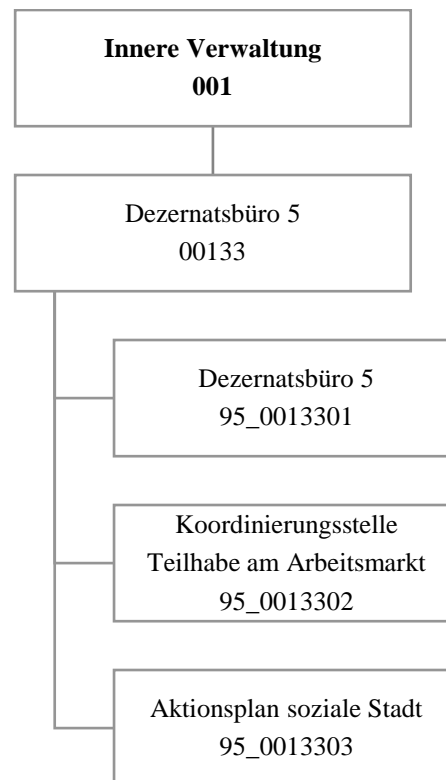 Innere Verwaltung
001
Dezernatsbüro 5
00133
Dezernatsbüro 5
95_0013301
Koordinierungsstelle
Teilhabe am Arbeitsmarkt
95_0013302
Aktionsplan soziale Stadt
95_0013303